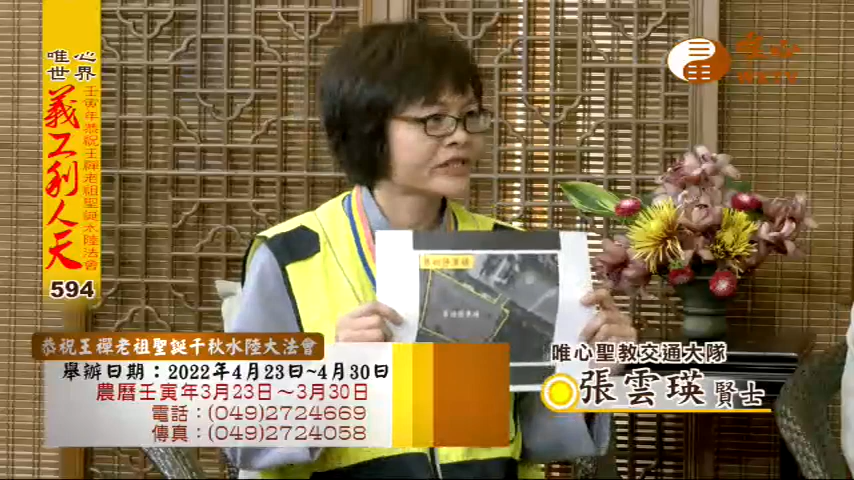 唯心
世界
義工利人天
壬寅年恭祝王禪老祖聖誕水陸法會
594
唯心
恭祝王禪老祖聖誕千秋水陸大法會
舉辦日期：2022年4月23日~4月30日
農曆壬寅年3月23日～3月30日
電話：(049)2724669
傳真：(049)2724058
唯心聖教交通大隊
張雲瑛 賢士